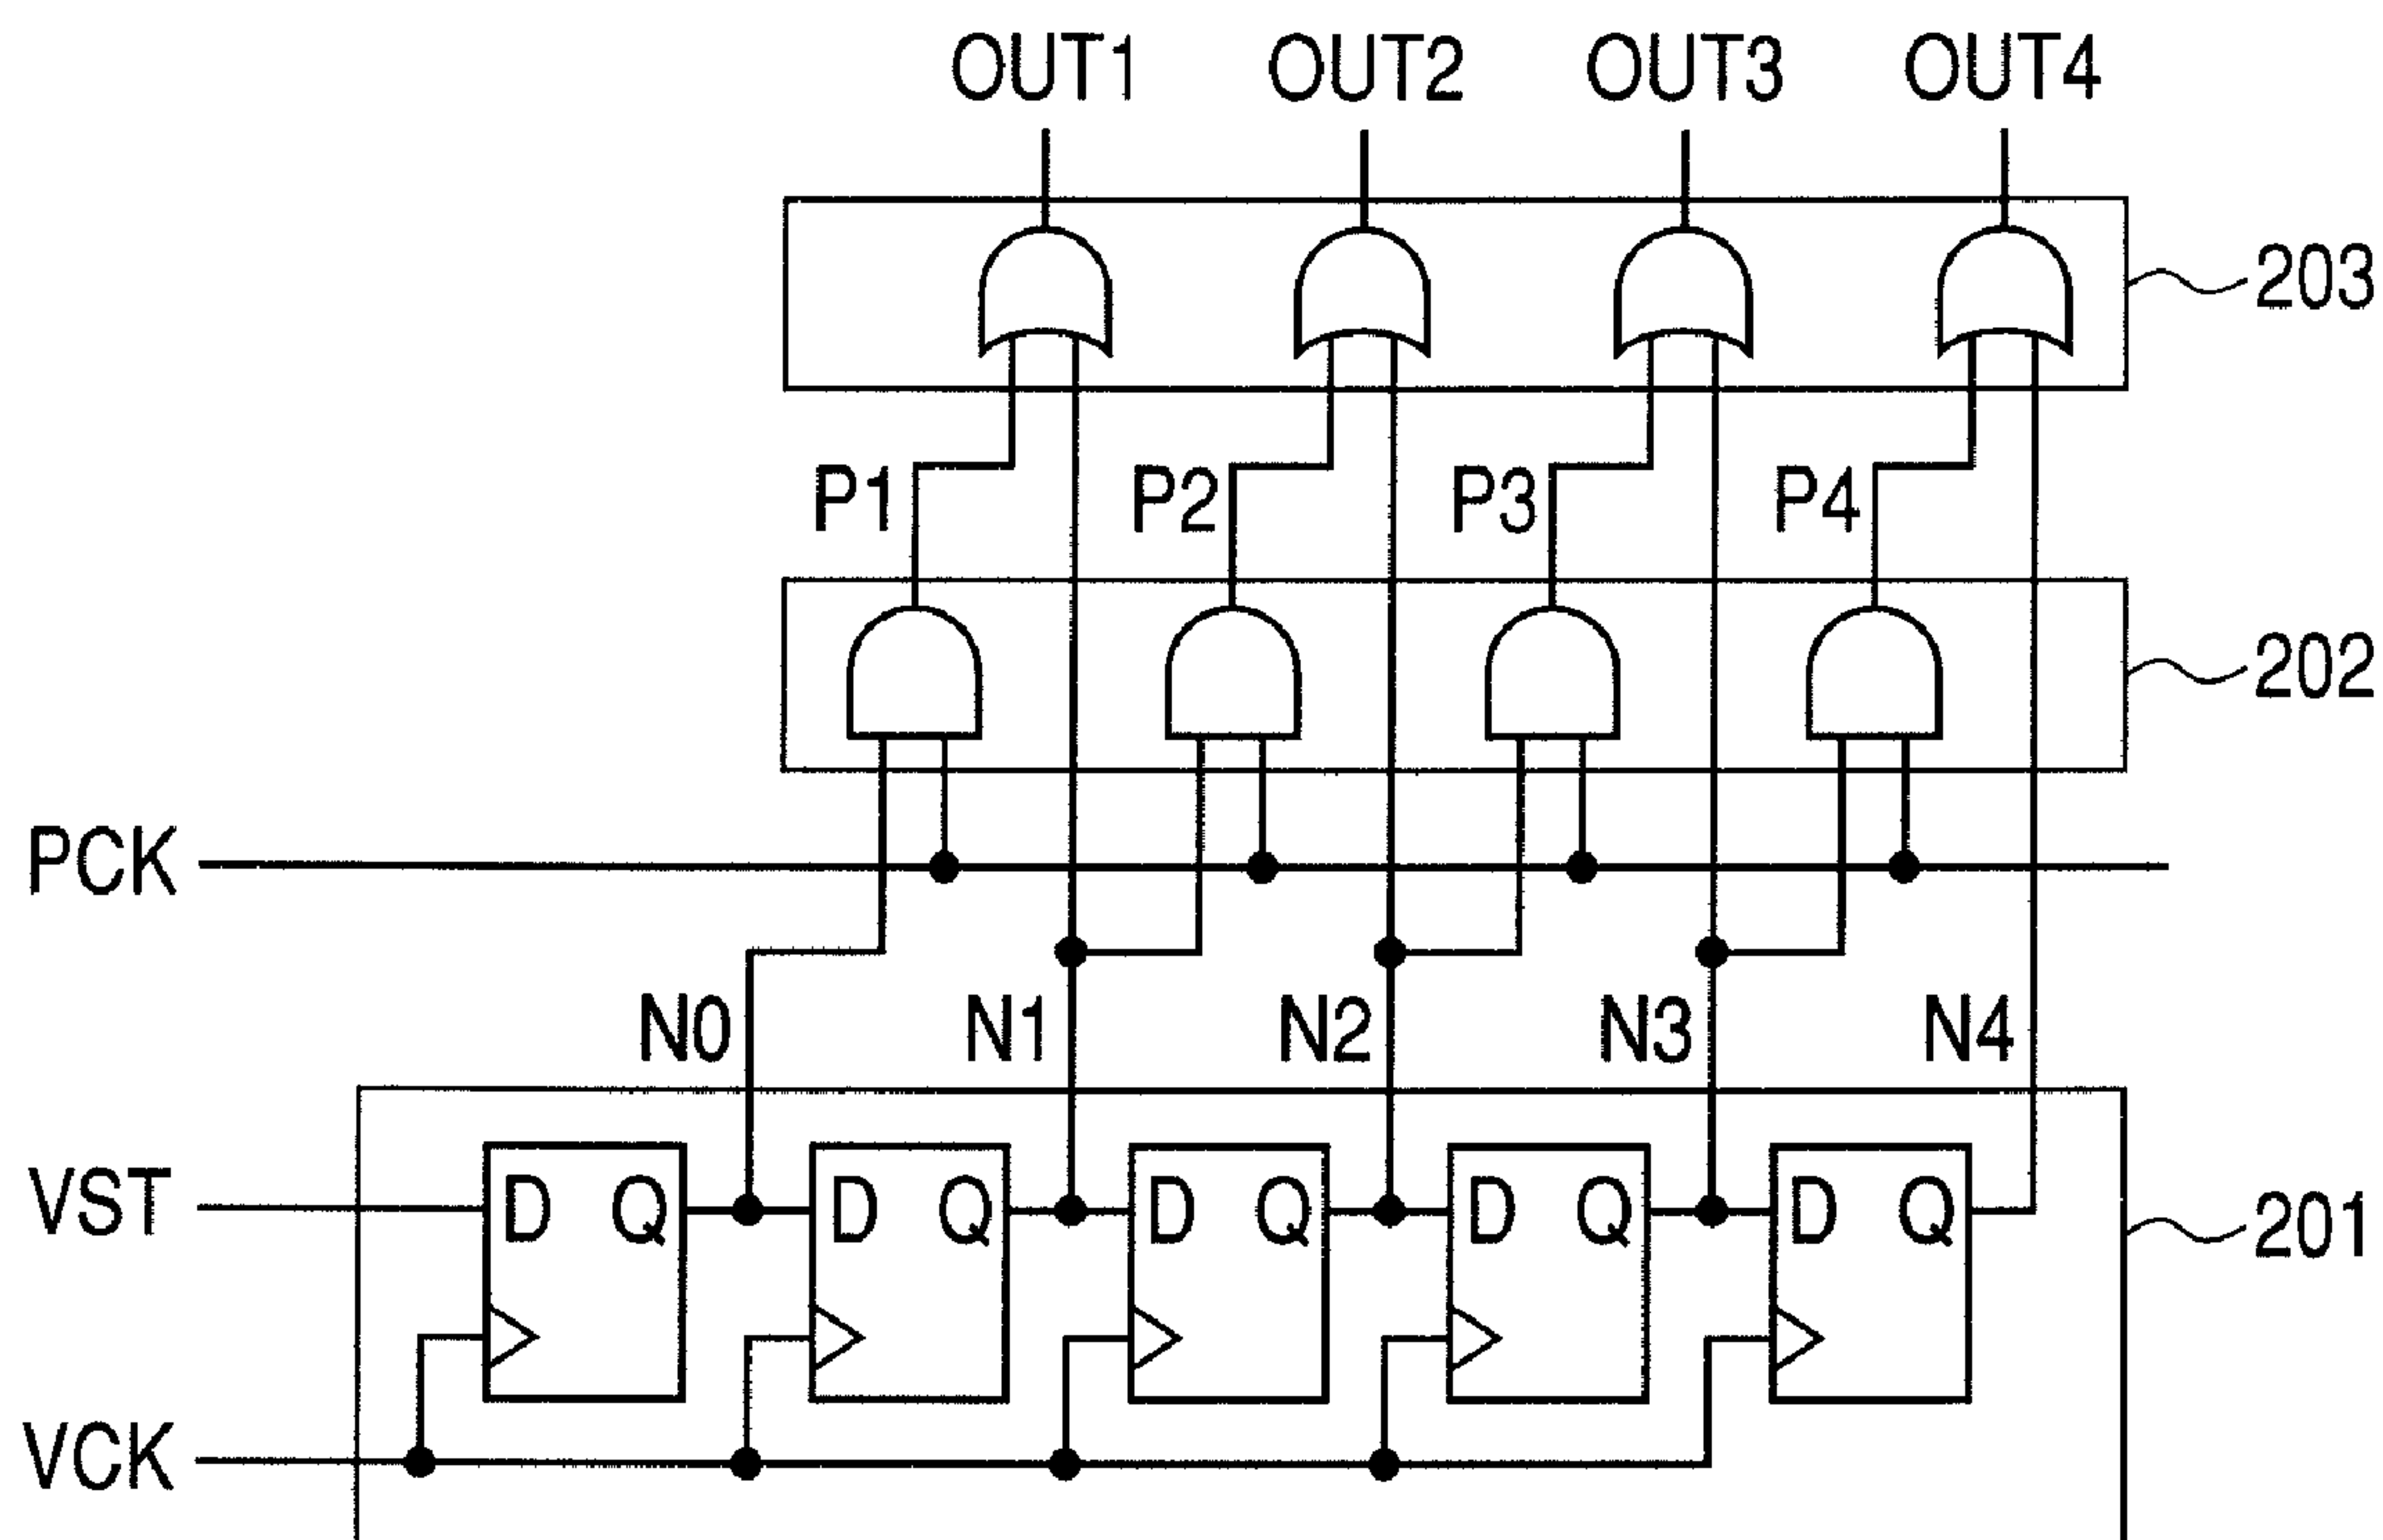 OUT1 OUT2 OUT3 OUT4
203
P1 P2 P3 P4
202
PCK
N0 N1 N2 N3 N4
VST D Q D Q D Q D Q D Q 201
VCK